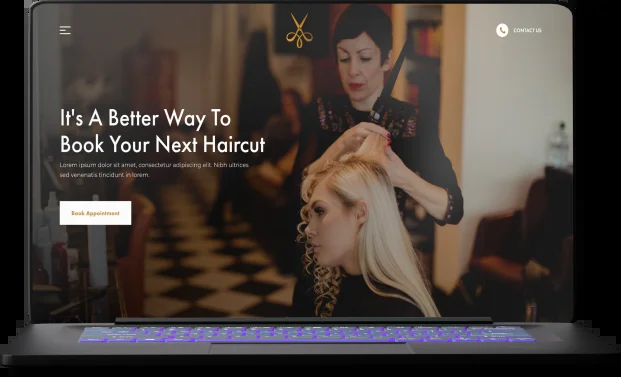 CONTACT US
It's A Better Way To
Book Your Next Haircut
Lorem ipsum dolor sit amet, consectetur adipiscing elit. Nibh ultrices
sed venenatis tincidunt in lorem.
Book Appointment